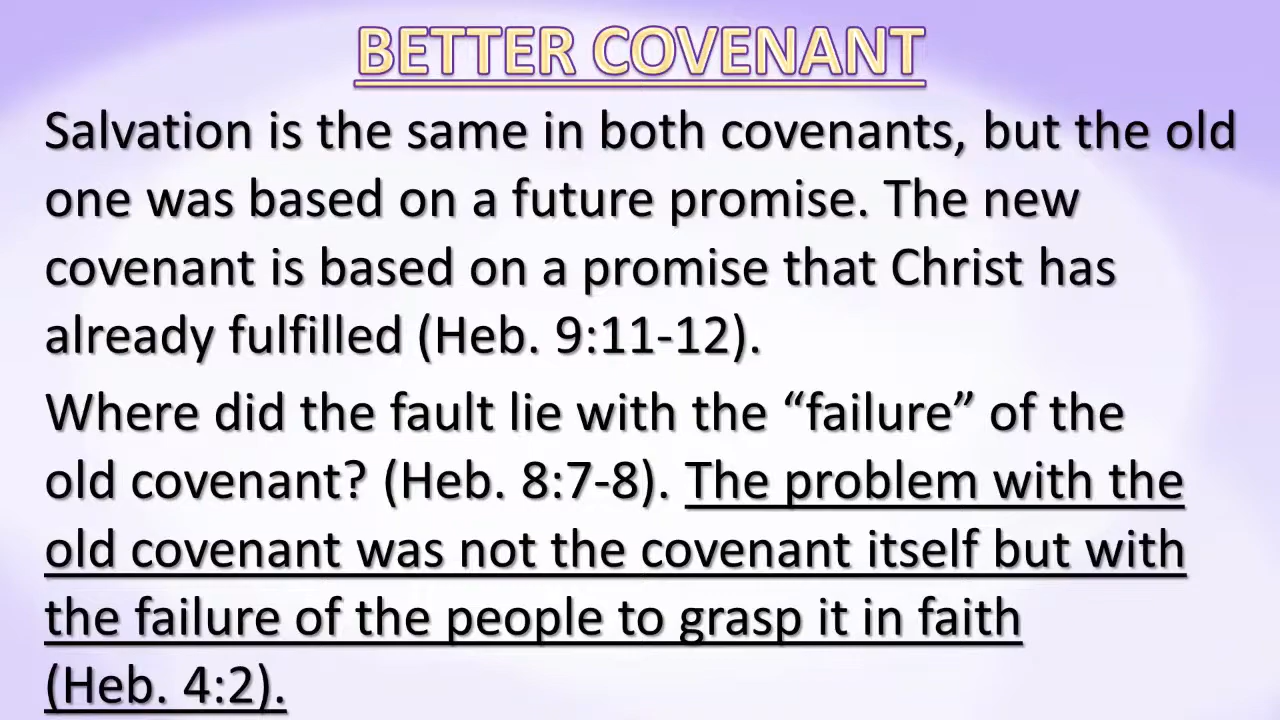 BETTER COVENANT
Salvation is the same in both covenants, but the old
one was based on a future promise. The new
covenant is based on a promise that Christ has
already fulfilled (Heb. 9:11-12).
Where did the fault lie with the “failure” of the
old covenant? (Heb. 8:7-8). The problem with the
old covenant was not the covenant itself but with
the failure of the people to grasp it in faith
(Heb. 4:2).